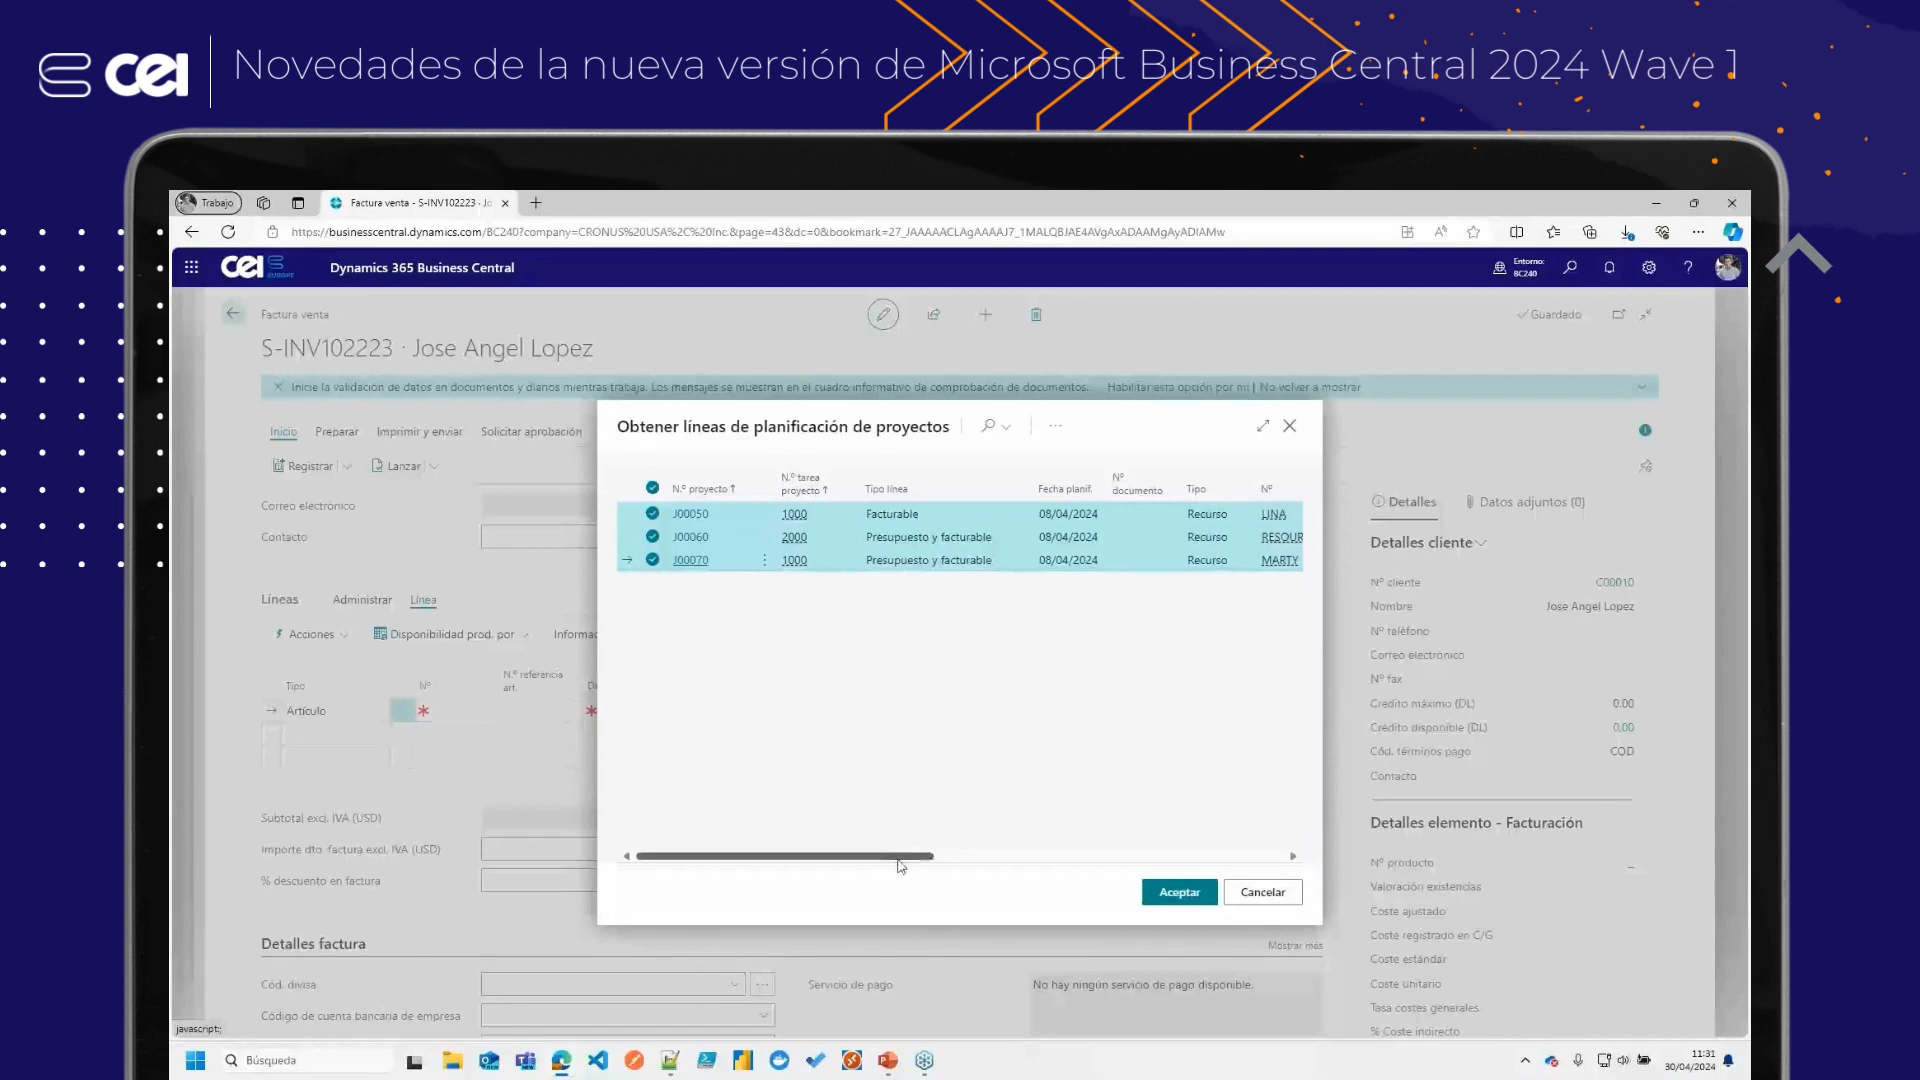 cei
Novedades de la nueva versión de Microsoft Business Central 2024 Wave 1
Trabajo
Factura venta - S-INV102223 - Jo
https://businesscentral.dynamics.com/BC240?company=CRONUS%20USA%2C%20Inc.&page=43&dc=0&bookmark=27_JAAAAACLAgAAAAJ7_1MALQBJAE4AVgAxADAAMgAyADIAMw
cei EUROPE
Dynamics 365 Business Central
Entorno:
BC240
Factura venta
Guardado
S-INV102223 · Jose Angel Lopez
Inicie la validación de datos en documentos y diarios mientras trabaja. Los mensajes se muestran en el cuadro informativo de comprobación de documentos. Habilitar esta opción por mí | No volver a mostrar
Inicio Preparar Imprimir y enviar Solicitar aprobación
Registrar Lanzar
Correo electrónico
Contacto
Líneas Administrar Línea
Acciones Disponibilidad prod. por Informac
Tipo Nº N.º referencia art. De
Artículo * *
Subtotal excl. IVA (USD)
Importe dto. factura excl. IVA (USD)
% descuento en factura
Detalles factura
Mostrar más
Cód. divisa
Servicio de pago
No hay ningún servicio de pago disponible.
Código de cuenta bancaria de empresa
Obtener líneas de planificación de proyectos
N.º proyecto ↑ N.º tarea proyecto ↑ Tipo línea Fecha planif. Nº documento Tipo Nº
J00050 1000 Facturable 08/04/2024 Recurso LINA
J00060 2000 Presupuesto y facturable 08/04/2024 Recurso RESOUR
J00070 1000 Presupuesto y facturable 08/04/2024 Recurso MARTY
Aceptar
Cancelar
Detalles
Datos adjuntos (0)
Detalles cliente
Nº cliente C00010
Nombre Jose Angel Lopez
Nº teléfono
Correo electrónico
Nº fax
Crédito máximo (DL) 0.00
Crédito disponible (DL) 0,00
Cód. términos pago COD
Contacto
Detalles elemento - Facturación
Nº producto _
Valoración existencias
Coste ajustado
Coste registrado en C/G
Coste estándar
Coste unitario
Tasa costes generales
% Coste indirecto
javascript:;
Búsqueda
11:31
30/04/2024